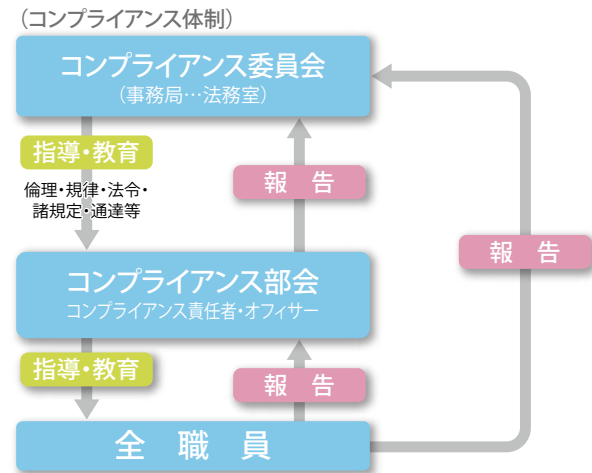 (コンプライアンス体制)
コンプライアンス委員会
(事務局…法務室)
指導・教育
倫理・規律・法令・
諸規定・通達等
報 告
報 告
コンプライアンス部会
コンプライアンス責任者・オフィサー
指導・教育
報 告
全 職 員